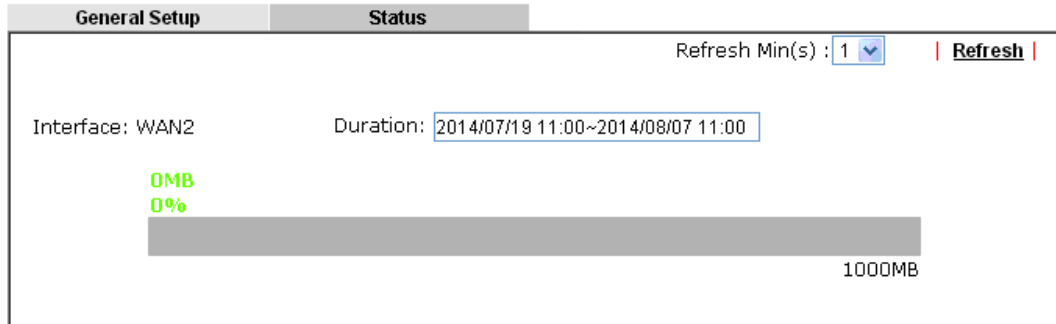 General Setup Status
Refresh Min(s) : 1 | Refresh |
Interface: WAN2 Duration: 2014/07/19 11:00~2014/08/07 11:00
0MB
0%
1000MB